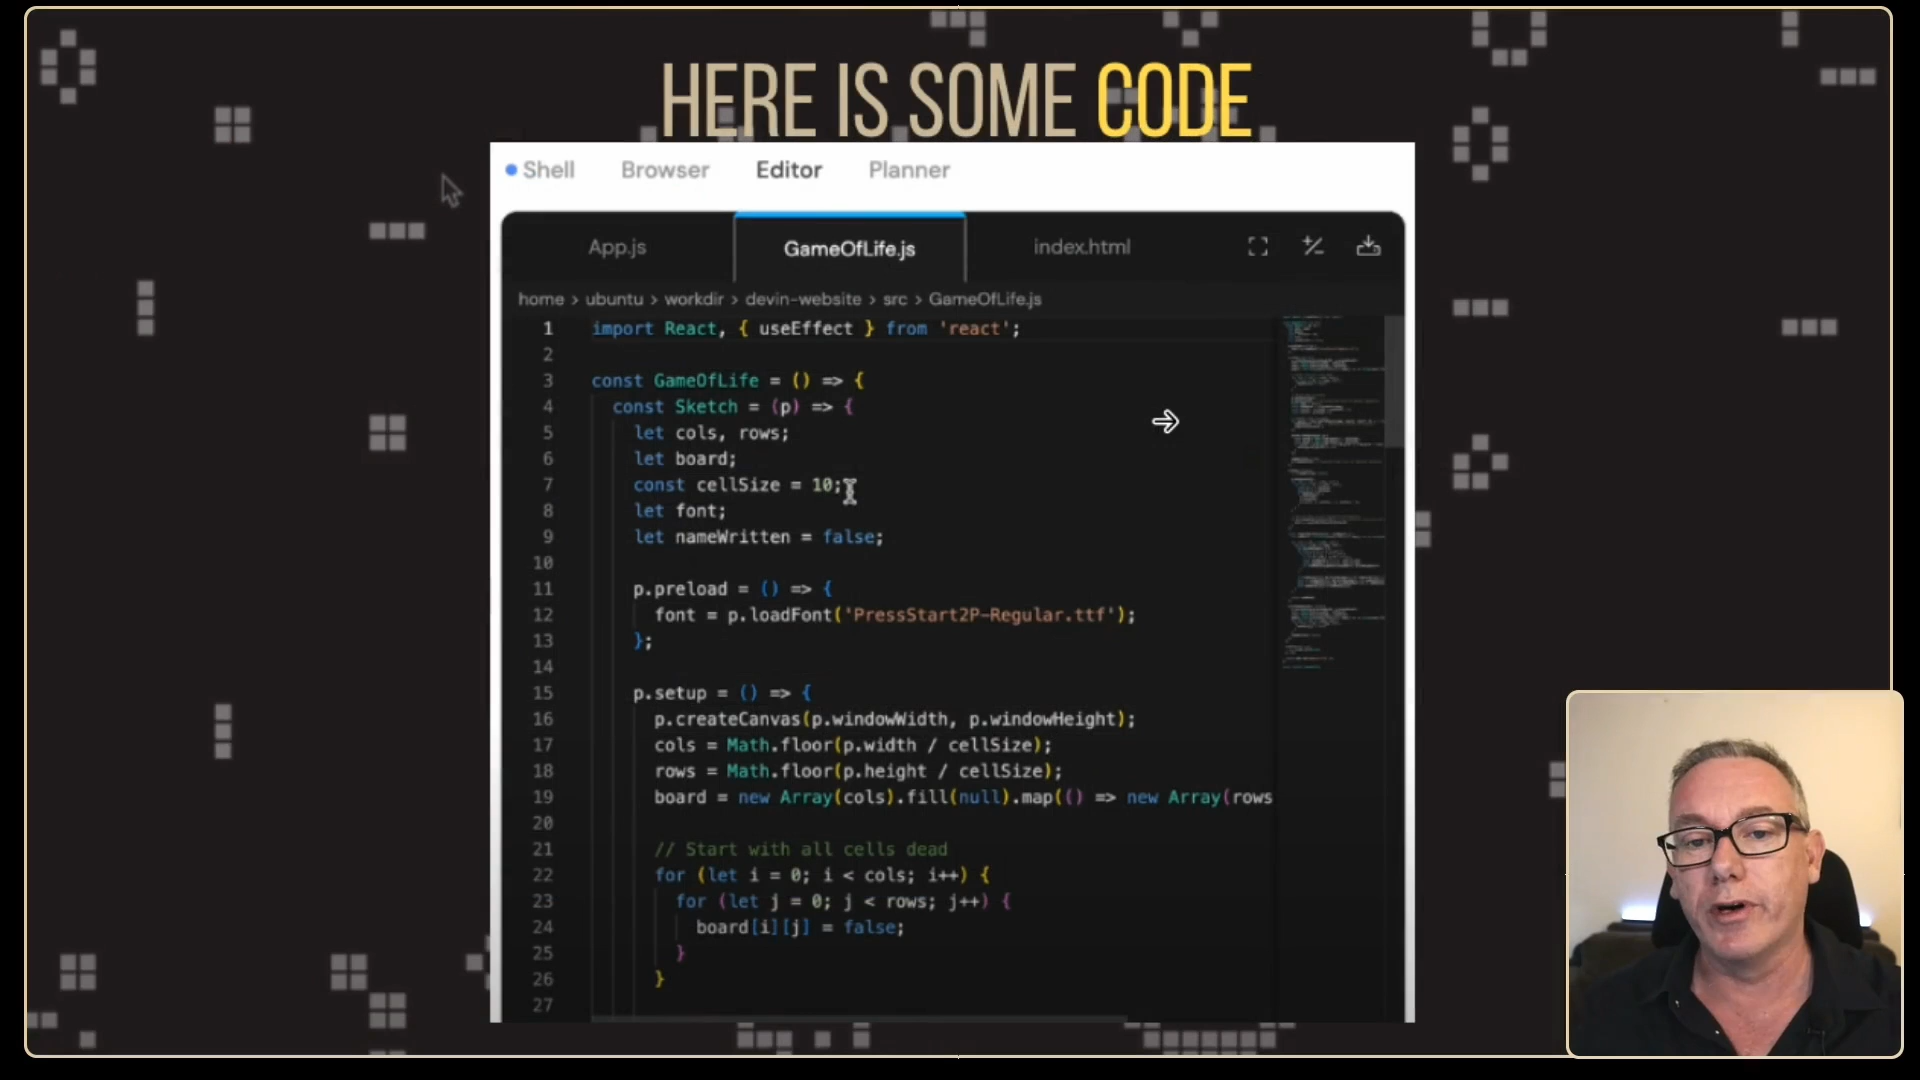 HERE IS SOME CODE
Shell Browser Editor Planner
App.js GameOfLife.js index.html
home > ubuntu > workdir > devin-website > src > GameOfLife.js
1 import React, { useEffect } from 'react';
2
3 const GameOfLife = () => {
4 const Sketch = (p) => {
5 let cols, rows;
6 let board;
7 const cellSize = 10;
8 let font;
9 let nameWritten = false;
10
11 p.preload = () => {
12 font = p.loadFont('PressStart2P-Regular.ttf');
13 };
14
15 p.setup = () => {
16 p.createCanvas(p.windowWidth, p.windowHeight);
17 cols = Math.floor(p.width / cellSize);
18 rows = Math.floor(p.height / cellSize);
19 board = new Array(cols).fill(null).map(() => new Array(rows
20
21 // Start with all cells dead
22 for (let i = 0; i < cols; i++) {
23 for (let j = 0; j < rows; j++) {
24 board[i][j] = false;
25 }
26 }
27